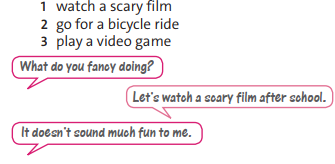 1 watch a scary film
2 go for a bicycle ride
3 play a video game
What do you fancy doing?
Let's watch a scary film after school.
It doesn't sound much fun to me.